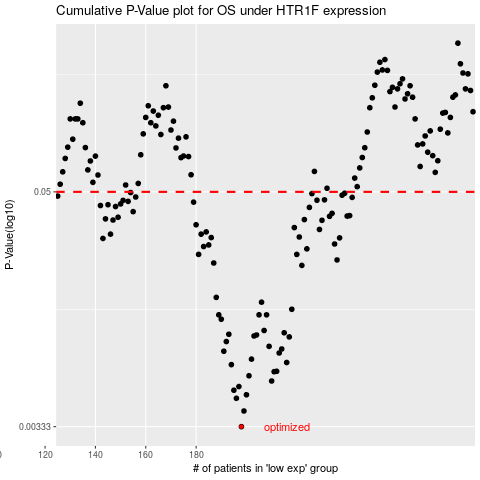 Cumulative P-Value plot for OS under HTR1F expression
P-Value(log10)
0.05
0.00333
optimized
0 120 140 160 180
# of patients in 'low exp' group